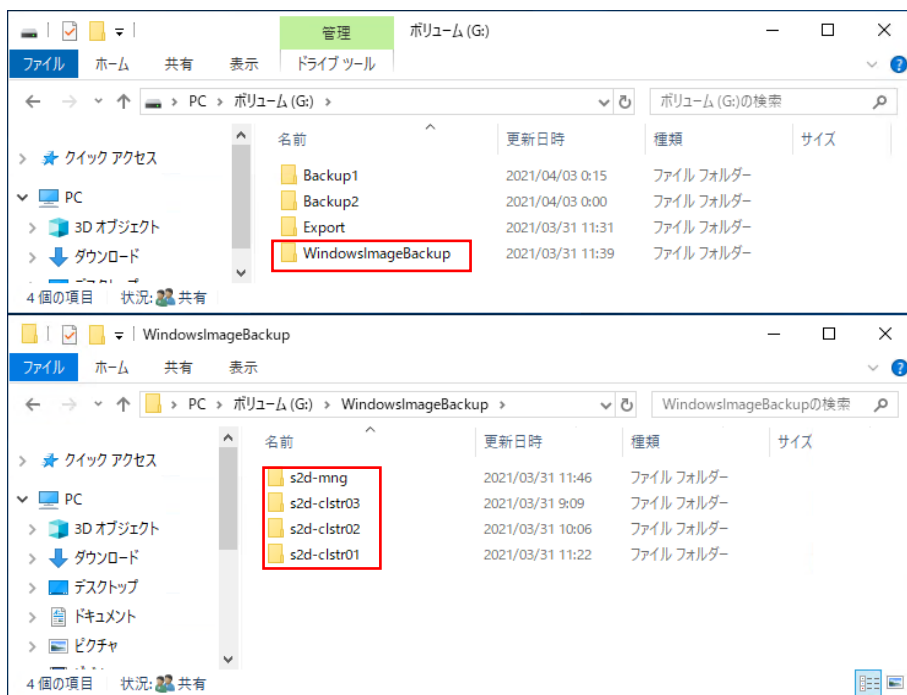 管理 ボリューム (G:)
ファイル ホーム 共有 表示 ドライブ ツール
PC ボリューム (G:) ボリューム (G:)の検索
名前 更新日時 種類 サイズ
クイック アクセス
PC
3D オブジェクト
ダウンロード
Backup1 2021/04/03 0:15 ファイル フォルダー
Backup2 2021/04/03 0:00 ファイル フォルダー
Export 2021/03/31 11:31 ファイル フォルダー
WindowsImageBackup 2021/03/31 11:39 ファイル フォルダー
4 個の項目 状況: 共有
WindowsImageBackup
ファイル ホーム 共有 表示
PC ボリューム (G:) WindowsImageBackup WindowsImageBackupの検索
名前 更新日時 種類 サイズ
クイック アクセス
PC
3D オブジェクト
ダウンロード
デスクトップ
ドキュメント
ピクチャ
s2d-mng 2021/03/31 11:46 ファイル フォルダー
s2d-clstr03 2021/03/31 9:09 ファイル フォルダー
s2d-clstr02 2021/03/31 10:06 ファイル フォルダー
s2d-clstr01 2021/03/31 11:22 ファイル フォルダー
4 個の項目 状況: 共有